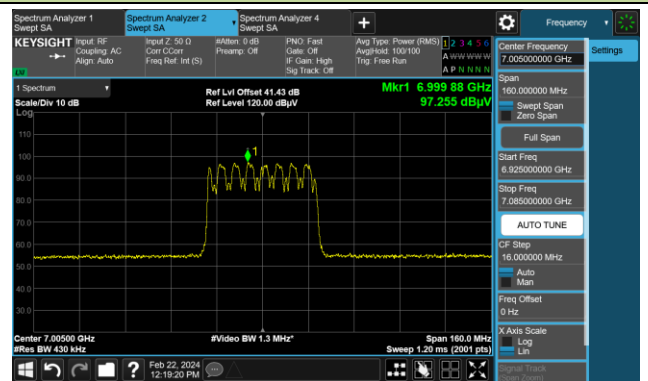 Spectrum Analyzer 1
Swept SA
Spectrum Analyzer 2
Swept SA
Spectrum Analyzer 4
Swept SA
Frequency
KEYSIGHT
Input: RF
Coupling: AC
Align: Auto
Input Z: 50 Ω
Corr CCorr
Freq Ref: Int (S)
#Atten: 0 dB
Preamp: Off
PNO: Fast
Gate: Off
IF Gain: High
Sig Track: Off
Avg Type: Power (RMS)
Avg|Hold: 100/100
Trig: Free Run
1 2 3 4 5 6
A W W W W W
A P N N N N
LW
1 Spectrum
Scale/Div 10 dB
Log
Ref Lvl Offset 41.43 dB
Ref Level 120.00 dBµV
Mkr1 6.999 88 GHz
97.255 dBµV
1
110
100
90.0
80.0
70.0
60.0
50.0
40.0
30.0
Center 7.00500 GHz
#Res BW 430 kHz
#Video BW 1.3 MHz*
Span 160.0 MHz
Sweep 1.20 ms (2001 pts)
Feb 22, 2024
12:19:20 PM
Center Frequency
7.005000000 GHz
Settings
Span
160.000000 MHz
Swept Span
Zero Span
Full Span
Start Freq
6.925000000 GHz
Stop Freq
7.085000000 GHz
AUTO TUNE
CF Step
16.000000 MHz
Auto
Man
Freq Offset
0 Hz
X Axis Scale
Log
Lin
Signal Track
(Span Zoom)